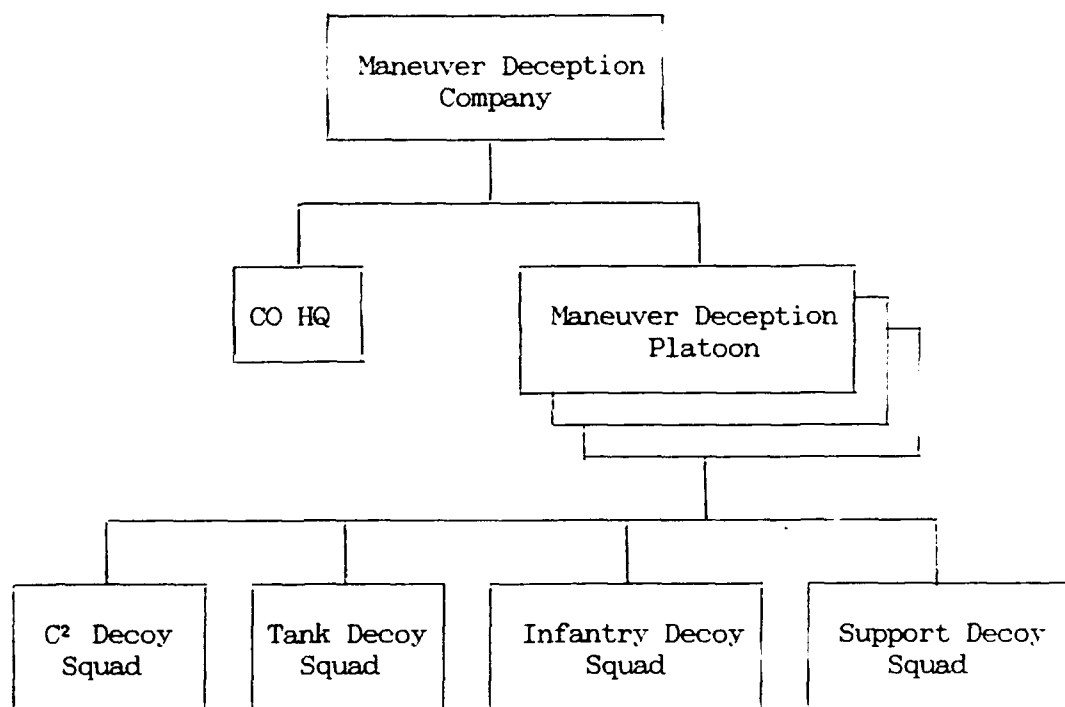 Maneuver Deception
Company
CO HQ
Maneuver Deception
Platoon
C² Decoy
Squad
Tank Decoy
Squad
Infantry Decoy
Squad
Support Decoy
Squad